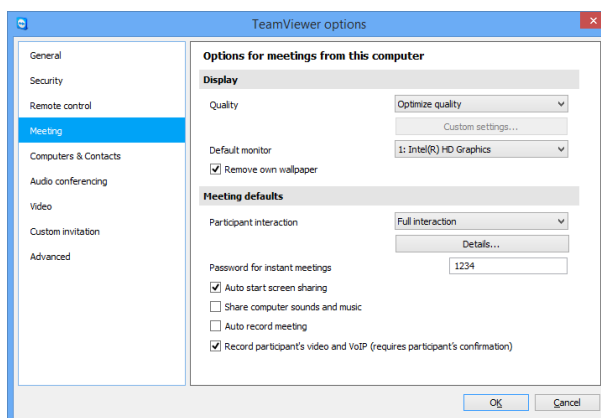 TeamViewer options
General
Security
Remote control
Meeting
Computers & Contacts
Audio conferencing
Video
Custom invitation
Advanced
Options for meetings from this computer
Display
Quality
Optimize quality
Custom settings...
Default monitor
1: Intel(R) HD Graphics
Remove own wallpaper
Meeting defaults
Participant interaction
Full interaction
Details...
Password for instant meetings
1234
Auto start screen sharing
Share computer sounds and music
Auto record meeting
Record participant's video and VoIP (requires participant's confirmation)
OK
Cancel